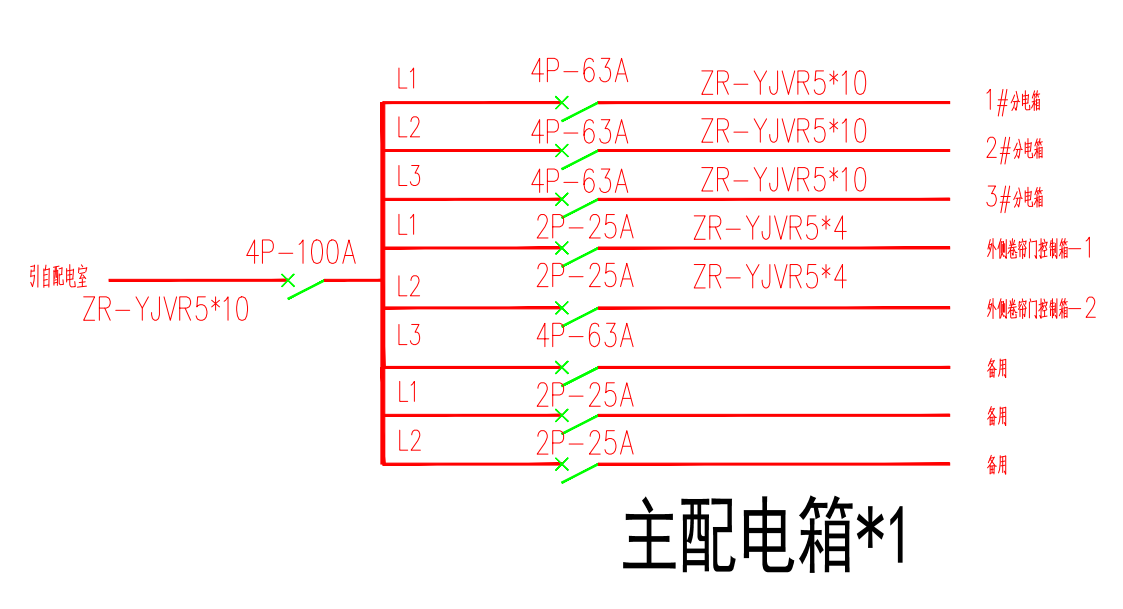 L1 4P-63A ZR-YJVR5*10 1#分电箱
L2 4P-63A ZR-YJVR5*10 2#分电箱
L3 4P-63A ZR-YJVR5*10 3#分电箱
L1 2P-25A ZR-YJVR5*4 外侧卷帘门控制箱-1
引自配电室 4P-100A
ZR-YJVR5*10
L2 2P-25A ZR-YJVR5*4 外侧卷帘门控制箱-2
L3 4P-63A 备用
L1 2P-25A 备用
L2 2P-25A 备用
主配电箱*1